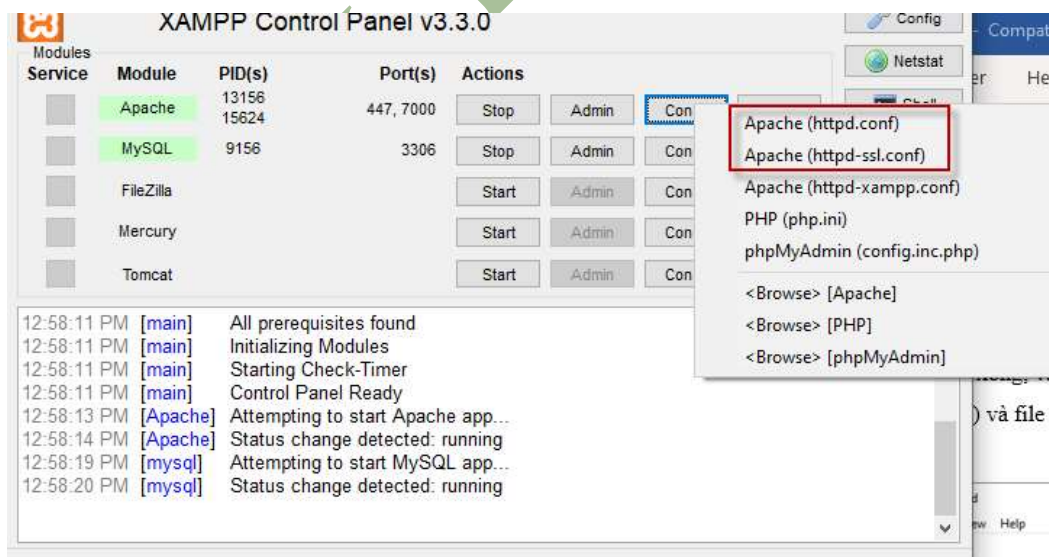 XAMPP Control Panel v3.3.0
Config
Compat
Modules
Netstat
Service Module PID(s) Port(s) Actions
er He
Apache 13156 15624 447, 7000 Stop Admin Con
Shell
MySQL 9156 3306 Stop Admin Con
FileZilla Start Admin Con
Mercury Start Admin Con
Tomcat Start Admin Con
Apache (httpd.conf)
Apache (httpd-ssl.conf)
Apache (httpd-xampp.conf)
PHP (php.ini)
phpMyAdmin (config.inc.php)
<Browse> [Apache]
<Browse> [PHP]
<Browse> [phpMyAdmin]
12:58:11 PM [main] All prerequisites found
12:58:11 PM [main] Initializing Modules
12:58:11 PM [main] Starting Check-Timer
12:58:11 PM [main] Control Panel Ready
12:58:13 PM [Apache] Attempting to start Apache app...
12:58:14 PM [Apache] Status change detected: running
12:58:19 PM [mysql] Attempting to start MySQL app...
12:58:20 PM [mysql] Status change detected: running
) và file
ew Help